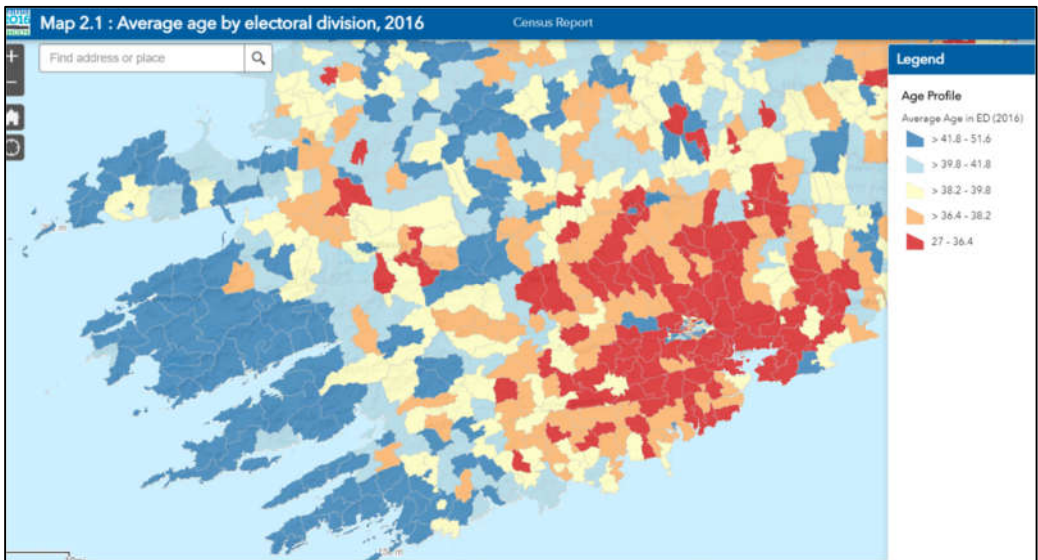 2016
Map 2.1 : Average age by electoral division, 2016
Census Report
+
Find address or place
−
Legend
Age Profile
Average Age in ED (2016)
> 41.8 - 51.6
> 39.8 - 41.8
> 38.2 - 39.8
> 36.4 - 38.2
27 - 36.4